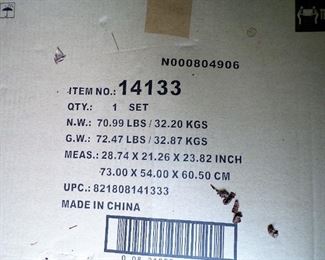 N000804906
ITEM NO.: 14133
QTY.: 1 SET
N.W.: 70.99 LBS / 32.20 KGS
G.W.: 72.47 LBS / 32.87 KGS
MEAS.: 28.74 X 21.26 X 23.82 INCH
73.00 X 54.00 X 60.50 CM
UPC.: 821808141333
MADE IN CHINA